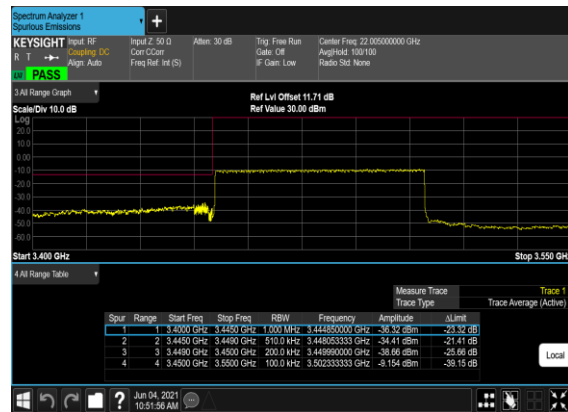 Spectrum Analyzer 1
Spurious Emissions
+
KEYSIGHT Input: RF Input Z: 50 Ω Atten: 30 dB Trig: Free Run Center Freq: 22.005000000 GHz
R T Coupling: DC Corr CCorr Gate: Off Avg|Hold: 100/100
Align: Auto Freq Ref: Int (S) IF Gain: Low Radio Std: None
LW PASS
3 All Range Graph
Ref Lvl Offset 11.71 dB
Scale/Div 10.0 dB Ref Value 30.00 dBm
Log
20.0
10.0
0.00
-10.0
-20.0
-30.0
-40.0
-50.0
-60.0
Start 3.400 GHz Stop 3.550 GHz
4 All Range Table
Measure Trace Trace 1
Trace Type Trace Average (Active)
Spur Range Start Freq Stop Freq RBW Frequency Amplitude ΔLimit
1 1 3.4000 GHz 3.4450 GHz 1.000 MHz 3.444850000 GHz -36.32 dBm -23.32 dB
2 2 3.4450 GHz 3.4490 GHz 510.0 kHz 3.448053333 GHz -34.41 dBm -21.41 dB
3 3 3.4490 GHz 3.4500 GHz 200.0 kHz 3.449990000 GHz -38.66 dBm -25.66 dB
4 4 3.4500 GHz 3.5500 GHz 100.0 kHz 3.502333333 GHz -9.154 dBm -39.15 dB
Local
? Jun 04, 2021
10:51:56 AM